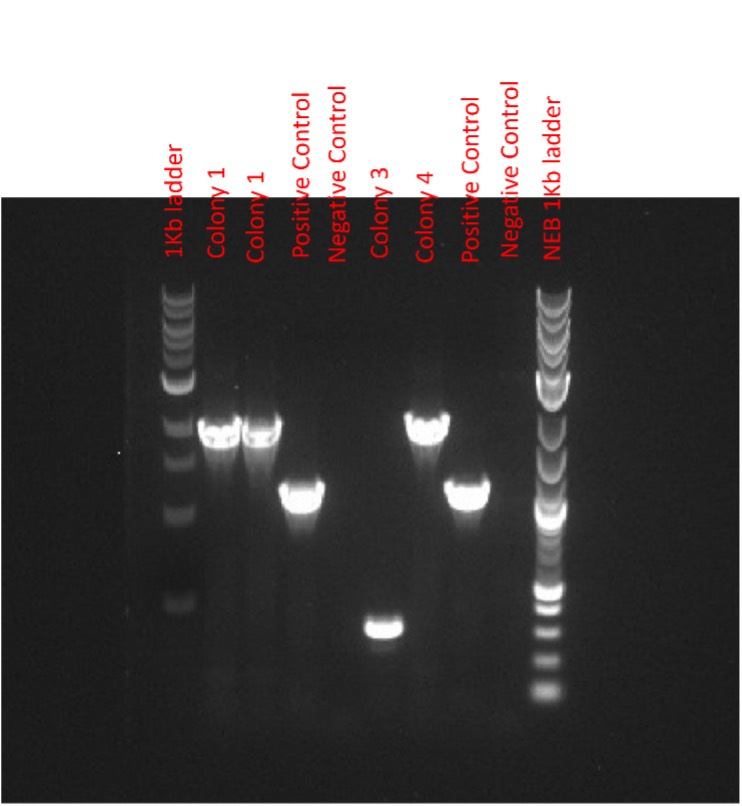 1Kb ladder
Colony 1
Colony 1
Positive Control
Negative Control
Colony 3
Colony 4
Positive Control
Negative Control
NEB 1Kb ladder